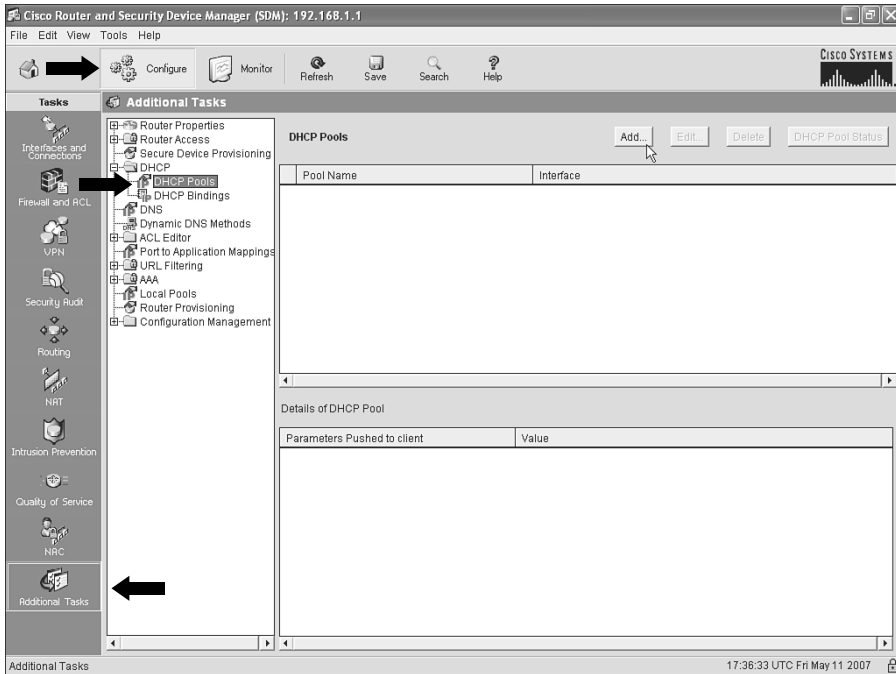 Cisco Router and Security Device Manager (SDM): 192.168.1.1
File Edit View Tools Help
Configure
Monitor
Refresh
Save
Search
Help
CISCO SYSTEMS
Tasks
Additional Tasks
Interfaces and
Connections
Firewall and ACL
VPN
Security Audit
Routing
NAT
Intrusion Prevention
Quality of Service
NAC
Additional Tasks
Router Properties
Router Access
Secure Device Provisioning
DHCP
DHCP Pools
DHCP Bindings
DNS
Dynamic DNS Methods
ACL Editor
Port to Application Mappings
URL Filtering
AAA
Local Pools
Router Provisioning
Configuration Management
DHCP Pools
Add...
Edit...
Delete
DHCP Pool Status
Pool Name
Interface
Details of DHCP Pool
Parameters Pushed to client
Value
Additional Tasks
17:36:33 UTC Fri May 11 2007